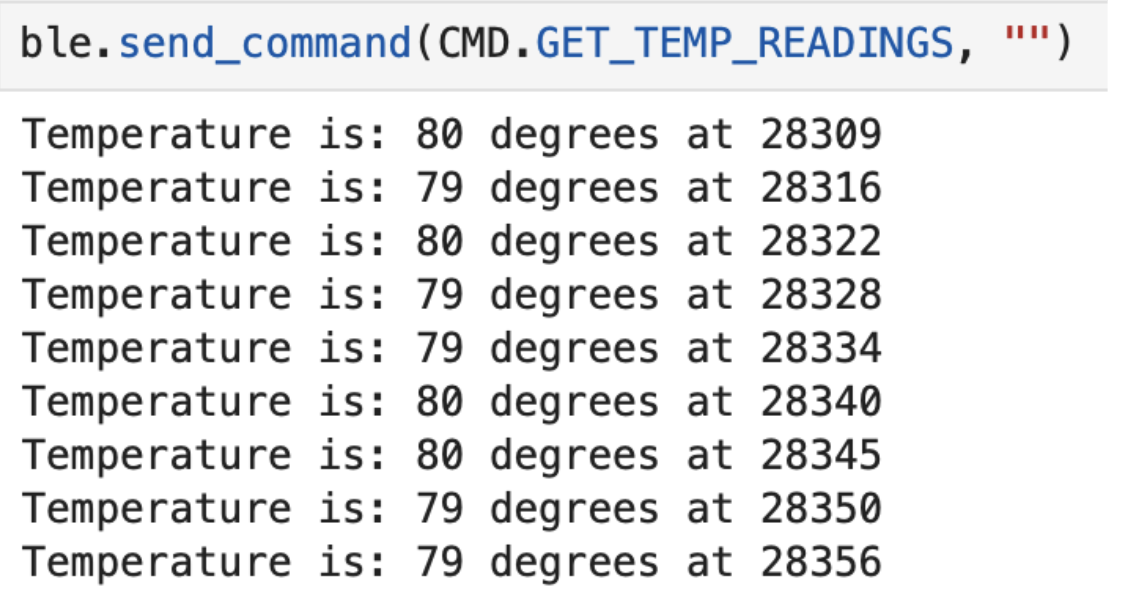 ble.send_command(CMD.GET_TEMP_READINGS, "")
Temperature is: 80 degrees at 28309
Temperature is: 79 degrees at 28316
Temperature is: 80 degrees at 28322
Temperature is: 79 degrees at 28328
Temperature is: 79 degrees at 28334
Temperature is: 80 degrees at 28340
Temperature is: 80 degrees at 28345
Temperature is: 79 degrees at 28350
Temperature is: 79 degrees at 28356